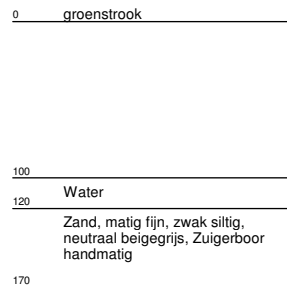 0 groenstrook
100
Water
120
Zand, matig fijn, zwak siltig,
neutraal beigegrijs, Zuigerboor
handmatig
170